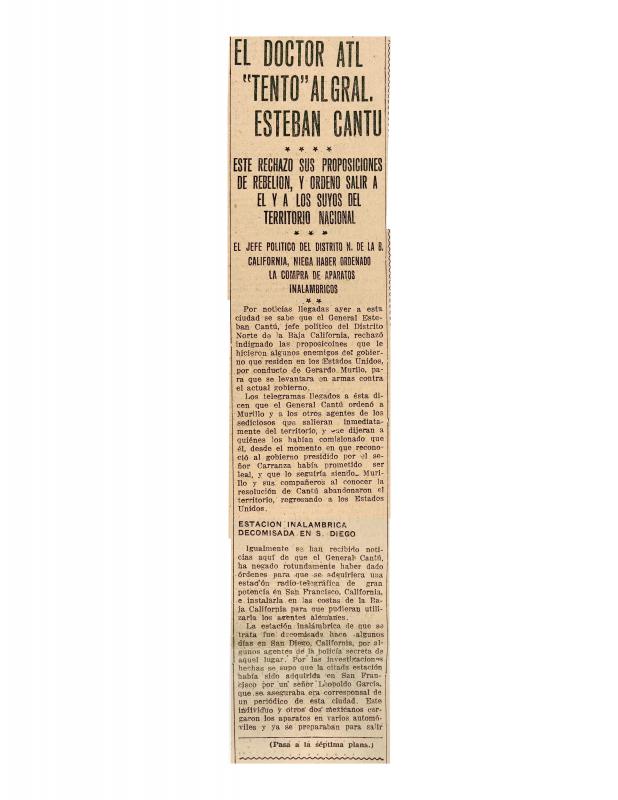 EL DOCTOR ATL
"TENTO" AL GRAL.
ESTEBAN CANTU
★ ★ ★ ★
ESTE RECHAZO SUS PROPOSICIONES
DE REBELION, Y ORDENO SALIR A
EL Y A LOS SUYOS DEL
TERRITORIO NACIONAL
★ ★ ★
EL JEFE POLITICO DEL DISTRITO N. DE LA B.
CALIFORNIA, NIEGA HABER ORDENADO
LA COMPRA DE APARATOS
INALAMBRICOS
★ ★
Por noticias llegadas ayer a esta
ciudad se sabe que el General Este-
ban Cantú, jefe político del Distrito
Norte de la Baja California, rechazó
indignado las proposicoines que le
hicieron algunos enemigos del gobier-
no que residen en los Estados Unidos,
por conducto de Gerardo Murilo, pa-
ra que se levantara en armas contra
el actual gobierno.
Los telegramas llegados a ésta di-
cen que el General Cantú ordenó a
Murillo y a los otros agentes de los
sediciosos que salieran inmediata-
mente del territorio, y que dijeran a
quiénes los habían comisionado que
él, desde el momento en que recono-
ció al gobierno presidido por el se-
ñor Carranza había prometido ser
leal, y que lo seguiría siendo. Muri-
llo y sus compañeros al conocer la
resolución de Cantú abandonaron el
territorio, regresando a los Estados
Unidos.
ESTACION INALAMBRICA
DECOMISADA EN S. DIEGO
Igualmente se han recibido noti-
cias aquí de que el General Cantú,
ha negado rotundamente haber dado
órdenes para que se adquiriera una
estación radio-telegráfica de gran
potencia en San Francisco, California,
e instalarla en las costas de la Ba-
ja California para que pudieran utili-
zarla los agentes alemanes.
La estación inalámbrica de que se
trata fue decomisada hace algunos
días en San Diego, California, por al-
gunos agentes de la policía secreta de
aquel lugar. Por las investigaciones
hechas se supo que la citada estación
había sido adquirida en San Fran-
cisco por un señor Leopoldo García,
que se aseguraba era corresponsal de
un periódico de esta ciudad. Este
individuo y otros dos mexicanos car-
garon los aparatos en varios automó-
viles y ya se preparaban para salir
(Pasa a la séptima plana.)